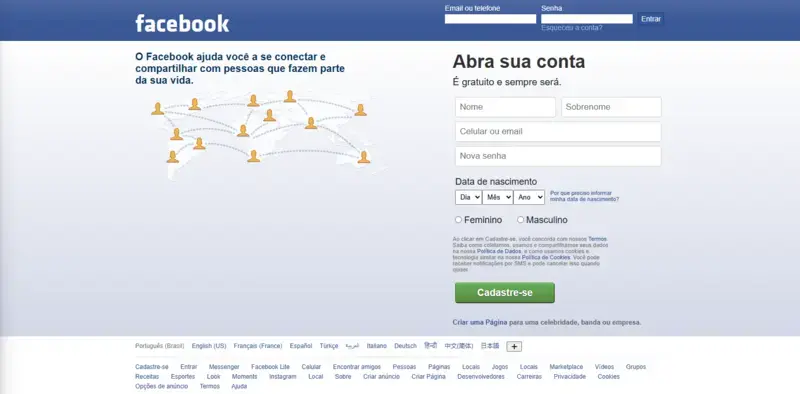 facebook
Email ou telefone
Senha
Entrar
Esqueceu a conta?
O Facebook ajuda você a se conectar e
compartilhar com pessoas que fazem parte
da sua vida.
Abra sua conta
É gratuito e sempre será.
Nome
Sobrenome
Celular ou email
Nova senha
Data de nascimento
Dia Mês Ano
Por que preciso informar
minha data de nascimento?
Feminino Masculino
Ao clicar em Cadastre-se, você concorda com nossos Termos.
Saiba como coletamos, usamos e compartilhamos seus dados
na nossa Política de Dados, e como usamos cookies e
tecnologia similar na nossa Política de Cookies. Você pode
receber notificações por SMS e pode cancelar isso quando
quiser.
Cadastre-se
Criar uma Página para uma celebridade, banda ou empresa.
Português (Brasil) English (US) Français (France) Español Türkçe العربية Italiano Deutsch हिन्दी 中文(简体) 日本語 +
Cadastre-se Entrar Messenger Facebook Lite Celular Encontrar amigos Pessoas Páginas Locais Jogos Locais Marketplace Vídeos Grupos
Receitas Esportes Look Moments Instagram Local Sobre Criar anúncio Criar Página Desenvolvedores Carreiras Privacidade Cookies
Opções de anúncio Termos Ajuda